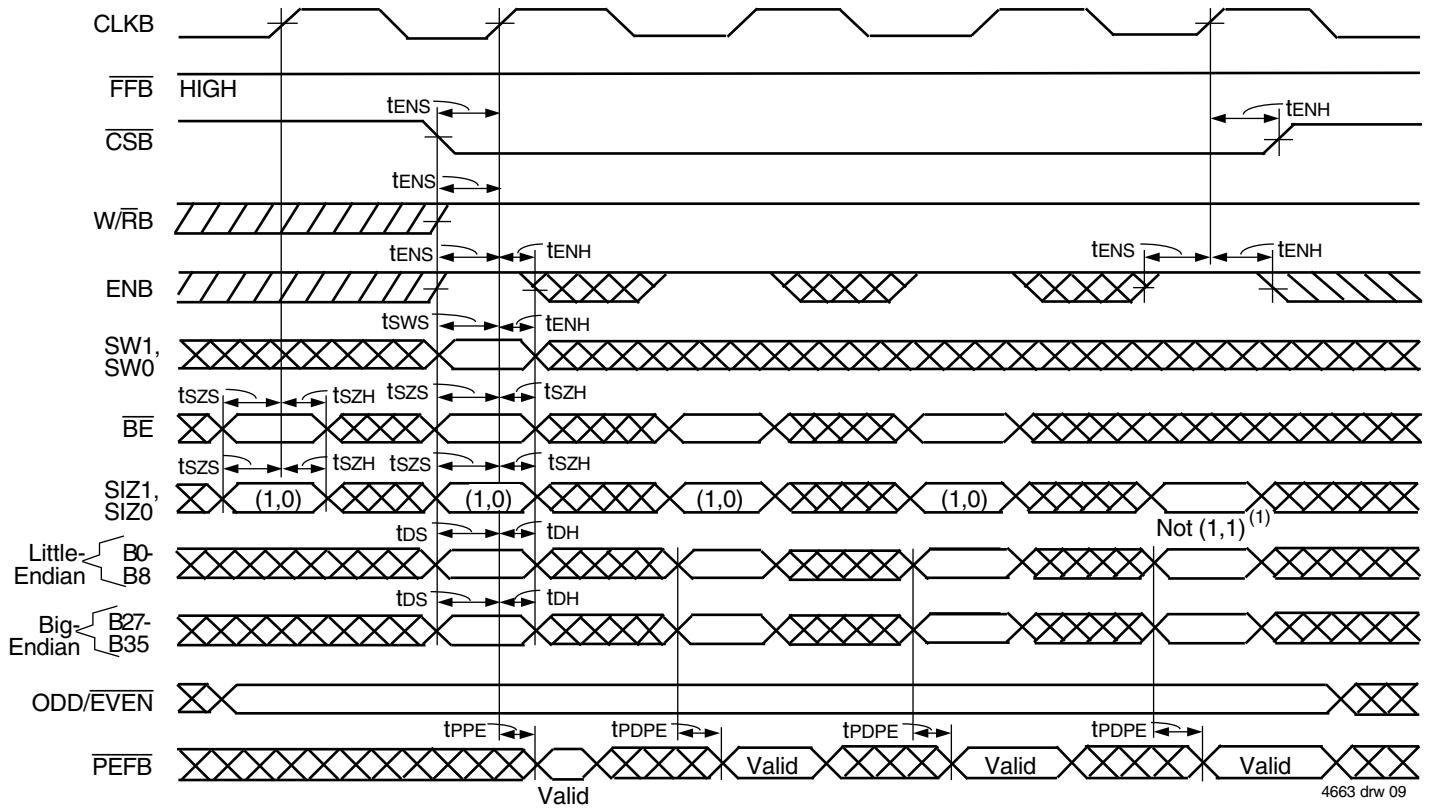 CLKB
FFB HIGH
tENS tENH
CSB
tENS
W/RB
tENS tENH tENS tENH
ENB
tSWS tENH
SW1,
SW0
tSZS tSZH tSZS tSZH
BE
tSZS tSZH tSZS tSZH
SIZ1,
SIZ0
(1,0) (1,0) (1,0) (1,0)
Not (1,1) (1)
tDS tDH
Little-
Endian
B0-
B8
tDS tDH
Big-
Endian
B27-
B35
ODD/EVEN
tPPE tPDPE tPDPE tPDPE
PEFB
Valid Valid Valid Valid
4663 drw 09